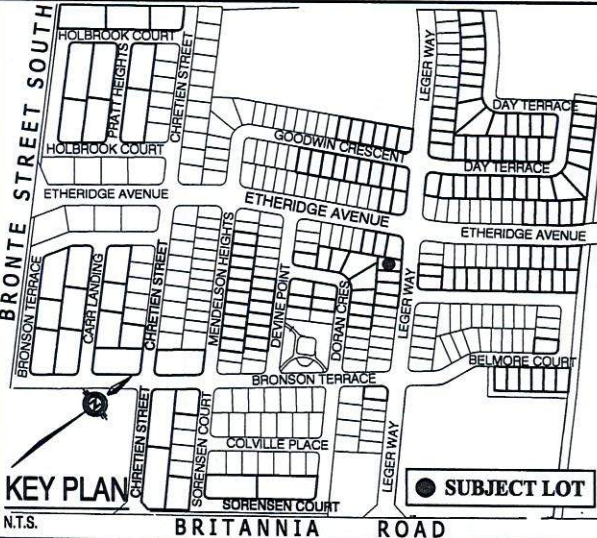 BRONTE STREET SOUTH
HOLBROOK COURT
PRATT HEIGHTS
CHRETIEN STREET
LEGER WAY
DAY TERRACE
GOODWIN CRESCENT
HOLBROOK COURT
DAY TERRACE
ETHERIDGE AVENUE
ETHERIDGE AVENUE
ETHERIDGE AVENUE
BRONSON TERRACE
CARR LANDING
CHRETIEN STREET
MENDELSON HEIGHTS
DEVINE POINT
DORAN CRES
LEGER WAY
BELMORE COURT
BRONSON TERRACE
N
CHRETIEN STREET
SORENSEN COURT
COLVILLE PLACE
LEGER WAY
KEY PLAN
SUBJECT LOT
SORENSEN COURT
N.T.S.
BRITANNIA ROAD